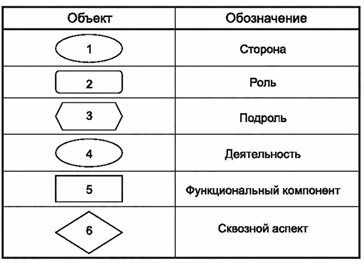 Объект Обозначение
1 Сторона
2 Роль
3 Подроль
4 Деятельность
5 Функциональный компонент
6 Сквозной аспект